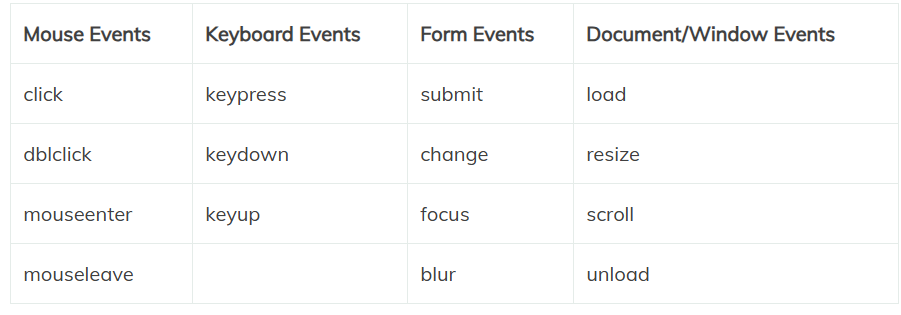 Mouse Events Keyboard Events Form Events Document/Window Events
click keypress submit load
dblclick keydown change resize
mouseenter keyup focus scroll
mouseleave blur unload